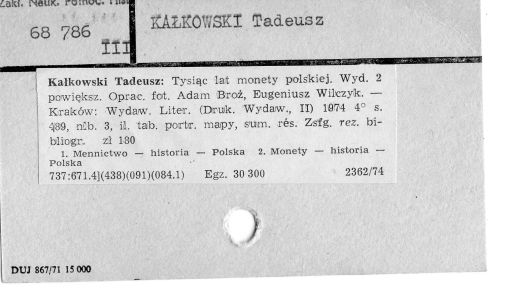 Zakł. Nauk. Pomoc. Hist
68 786
III
KAŁKOWSKI Tadeusz
Kałkowski Tadeusz: Tysiąc lat monety polskiej. Wyd. 2
powiększ. Oprac. fot. Adam Broż, Eugeniusz Wilczyk. —
Kraków: Wydaw. Liter. (Druk. Wydaw., II) 1974 4° s.
489, nlb. 3, il. tab. portr. mapy, sum. rés. Zsfg. rez. bi-
bliogr. zł 180
1. Mennictwo — historia — Polska 2. Monety — historia —
Polska
737:671.4](438)(091)(084.1) Egz. 30 300 2362/74
DUJ 867/71 15 000